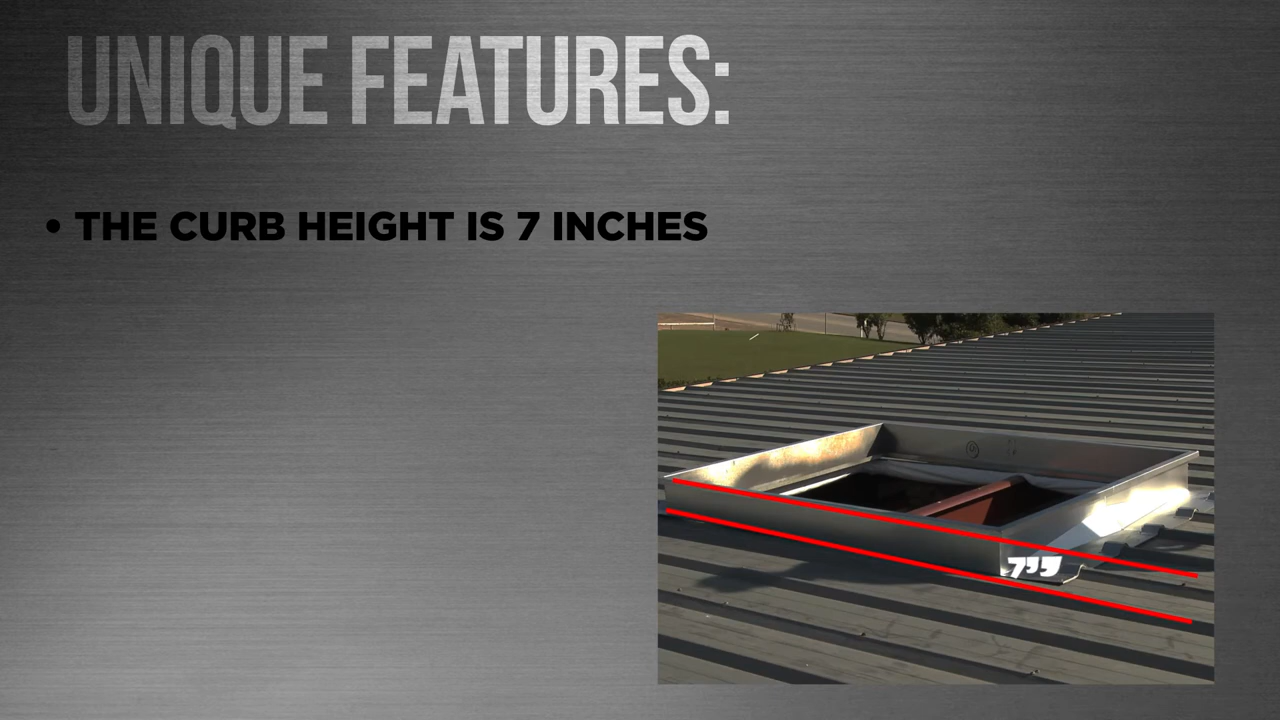 UNIQUE FEATURES:
• THE CURB HEIGHT IS 7 INCHES
7”